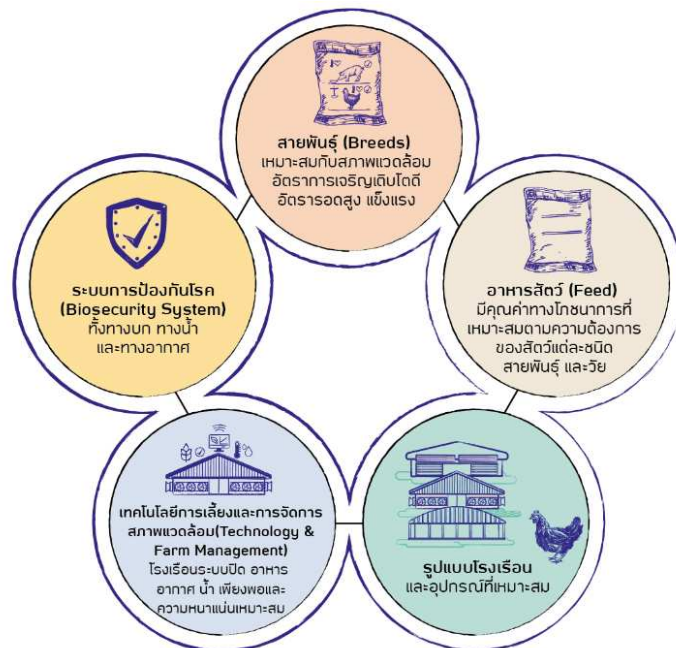 สายพันธุ์ (Breeds)
เหมาะสมกับสภาพแวดล้อม
อัตราการเจริญเติบโตดี
อัตรารอดสูง แข็งแรง
อาหารสัตว์ (Feed)
มีคุณค่าทางโภชนาการที่
เหมาะสมตามความต้องการ
ของสัตว์แต่ละชนิด
สายพันธุ์ และวัย
รูปแบบโรงเรือน
และอุปกรณ์ที่เหมาะสม
เทคโนโลยีการเลี้ยงและการจัดการ
สภาพแวดล้อม(Technology &
Farm Management)
โรงเรือนระบบปิด อาหาร
อากาศ น้ำ เพียงพอและ
ความหนาแน่นเหมาะสม
ระบบการป้องกันโรค
(Biosecurity System)
ทั้งทางบก ทางน้ำ
และทางอากาศ